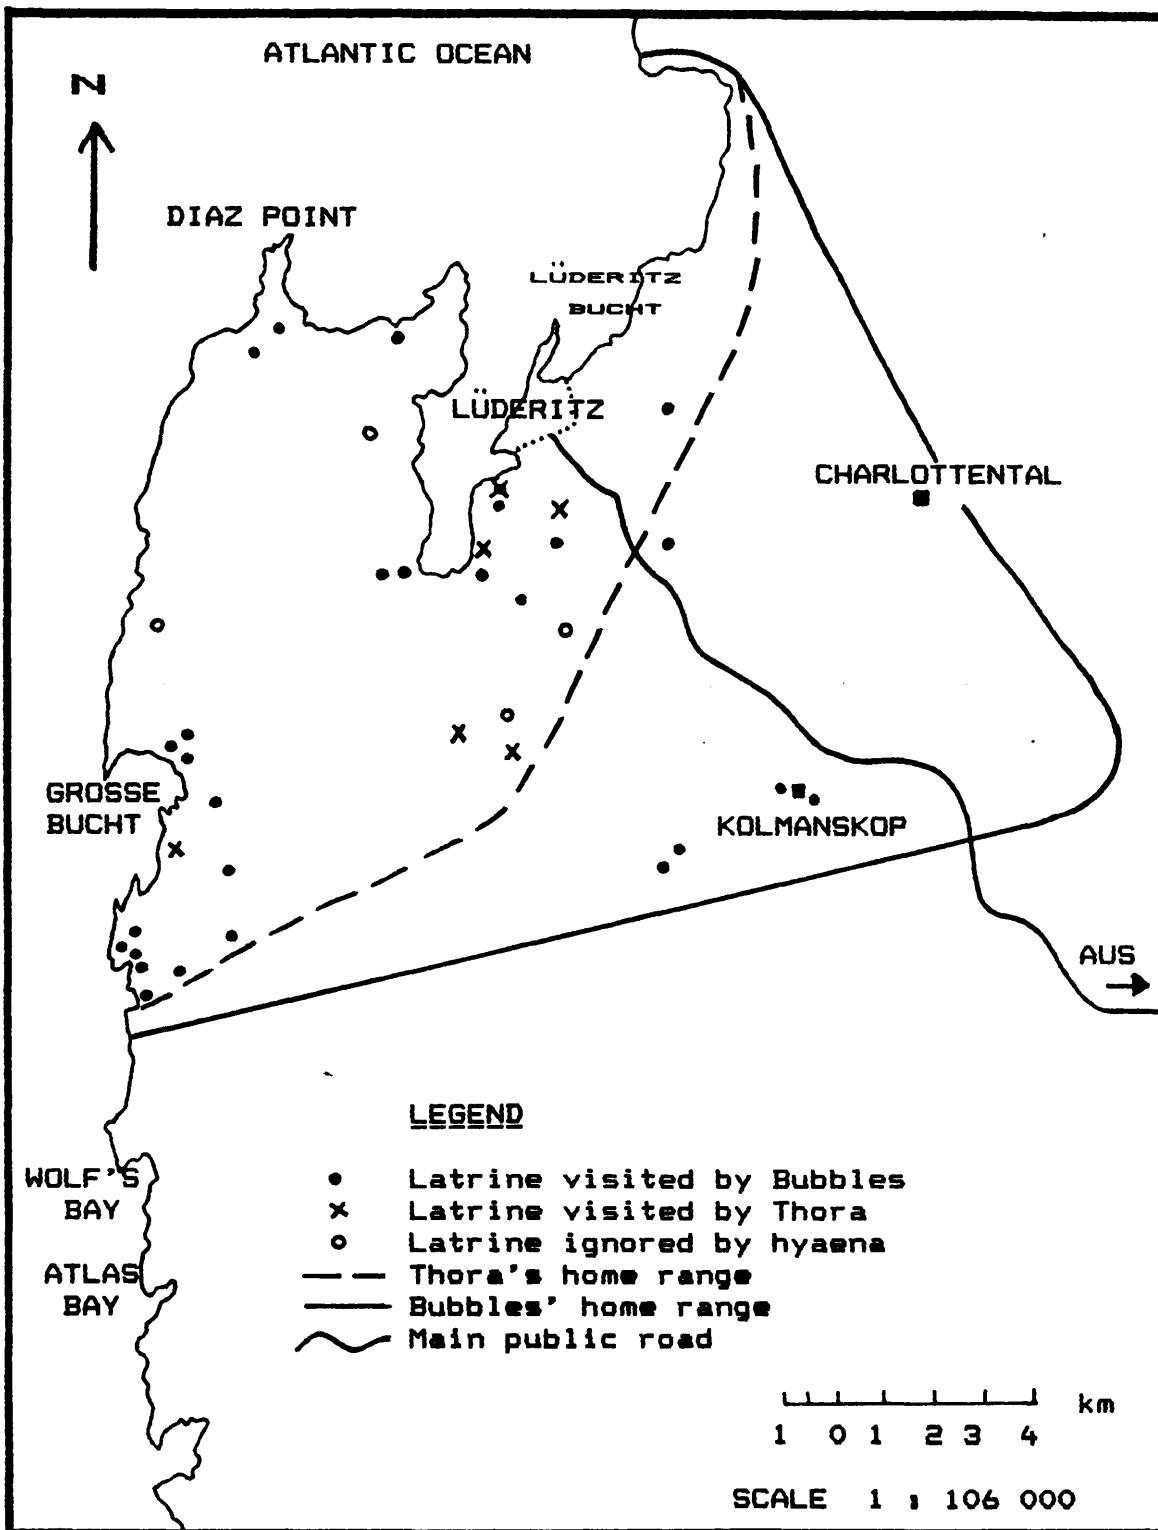 ATLANTIC OCEAN
N
DIAZ POINT
LÜDERITZ
BUCHT
LÜDERITZ
CHARLOTTENTAL
GROSSE
BUCHT
KOLMANSKOP
AUS
LEGEND
WOLF'S
BAY
Latrine visited by Bubbles
Latrine visited by Thora
Latrine ignored by hyaena
ATLAS
BAY
Thora's home range
Bubbles' home range
Main public road
km
1 0 1 2 3 4
SCALE 1 : 106 000